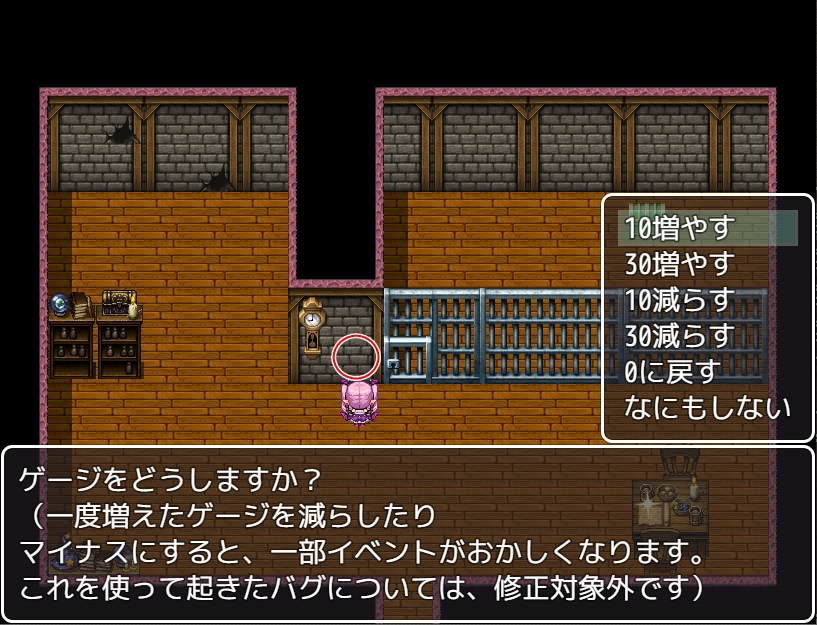 10増やす
30増やす
10減らす
30減らす
0に戻す
なにもしない
ゲージをどうしますか？
（一度増えたゲージを減らしたり
マイナスにすると、一部イベントがおかしくなります。
これを使って起きたバグについては、修正対象外です）